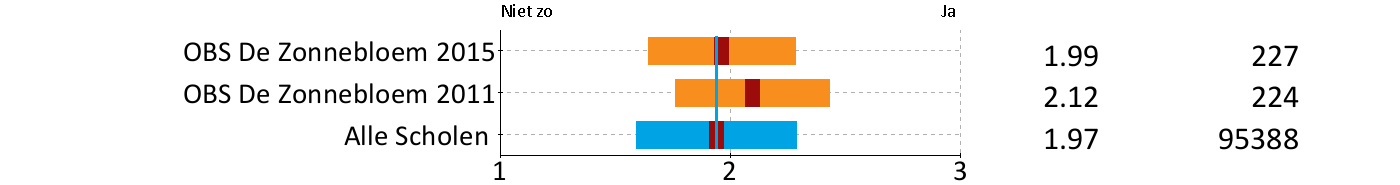 Niet zo Ja
OBS De Zonnebloem 2015 1.99 227
OBS De Zonnebloem 2011 2.12 224
Alle Scholen 1.97 95388
1 2 3